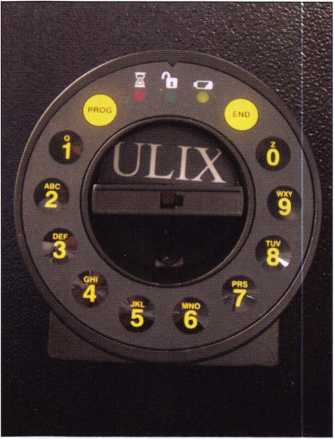 PROG
END
Q
1
ABC
2
DEF
3
GHI
4
JKL
5
MNO
6
PRS
7
TUV
8
WXY
9
Z
0
ULIX